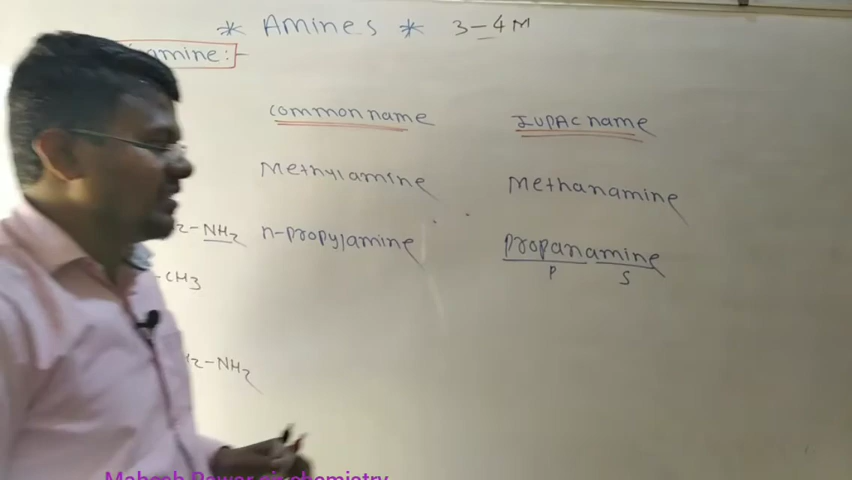 * Amines * 3-4M
amine:-
Common name IUPAC name
Methylamine Methanamine
-NH2 n-propylamine propanamine
P S
-CH3
-NH2